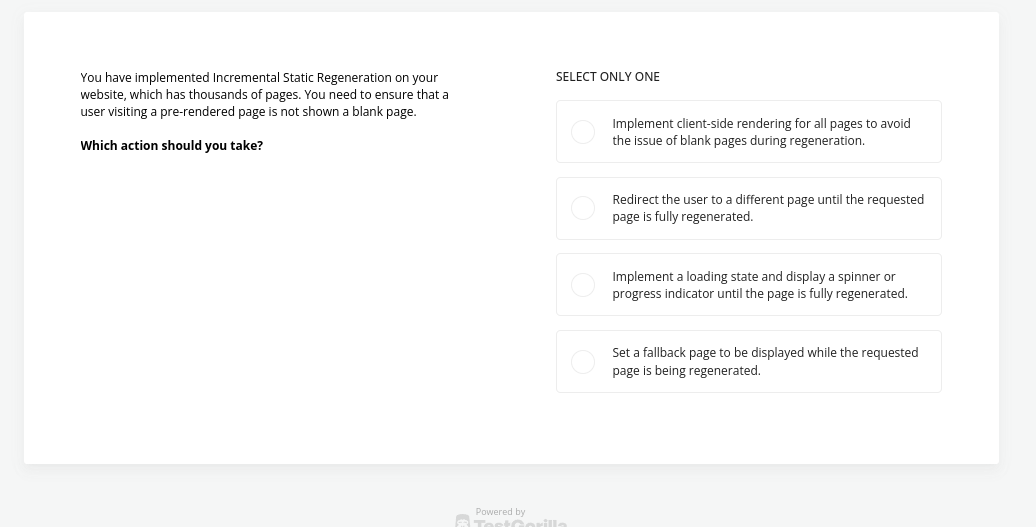 You have implemented Incremental Static Regeneration on your
website, which has thousands of pages. You need to ensure that a
user visiting a pre-rendered page is not shown a blank page.
Which action should you take?
SELECT ONLY ONE
Implement client-side rendering for all pages to avoid
the issue of blank pages during regeneration.
Redirect the user to a different page until the requested
page is fully regenerated.
Implement a loading state and display a spinner or
progress indicator until the page is fully regenerated.
Set a fallback page to be displayed while the requested
page is being regenerated.
Powered by
TestGorilla